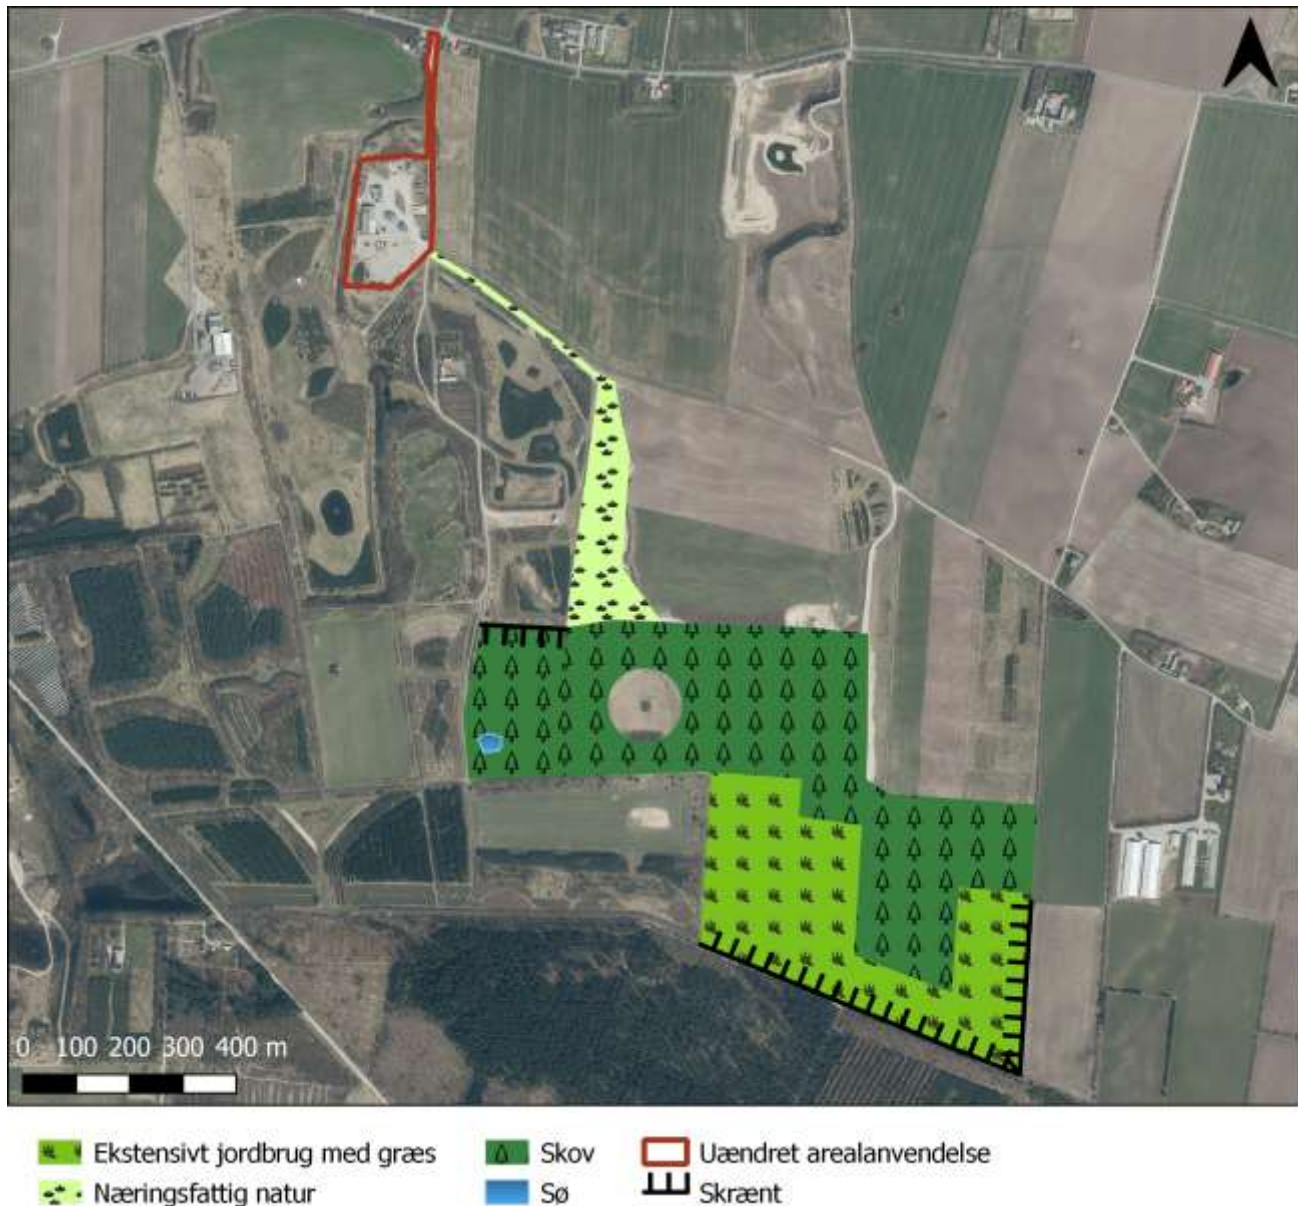 0 100 200 300 400 m
Ekstensivt jordbrug med græs
Skov
Uændret arealanvendelse
Næringsfattig natur
Sø
Skrænt